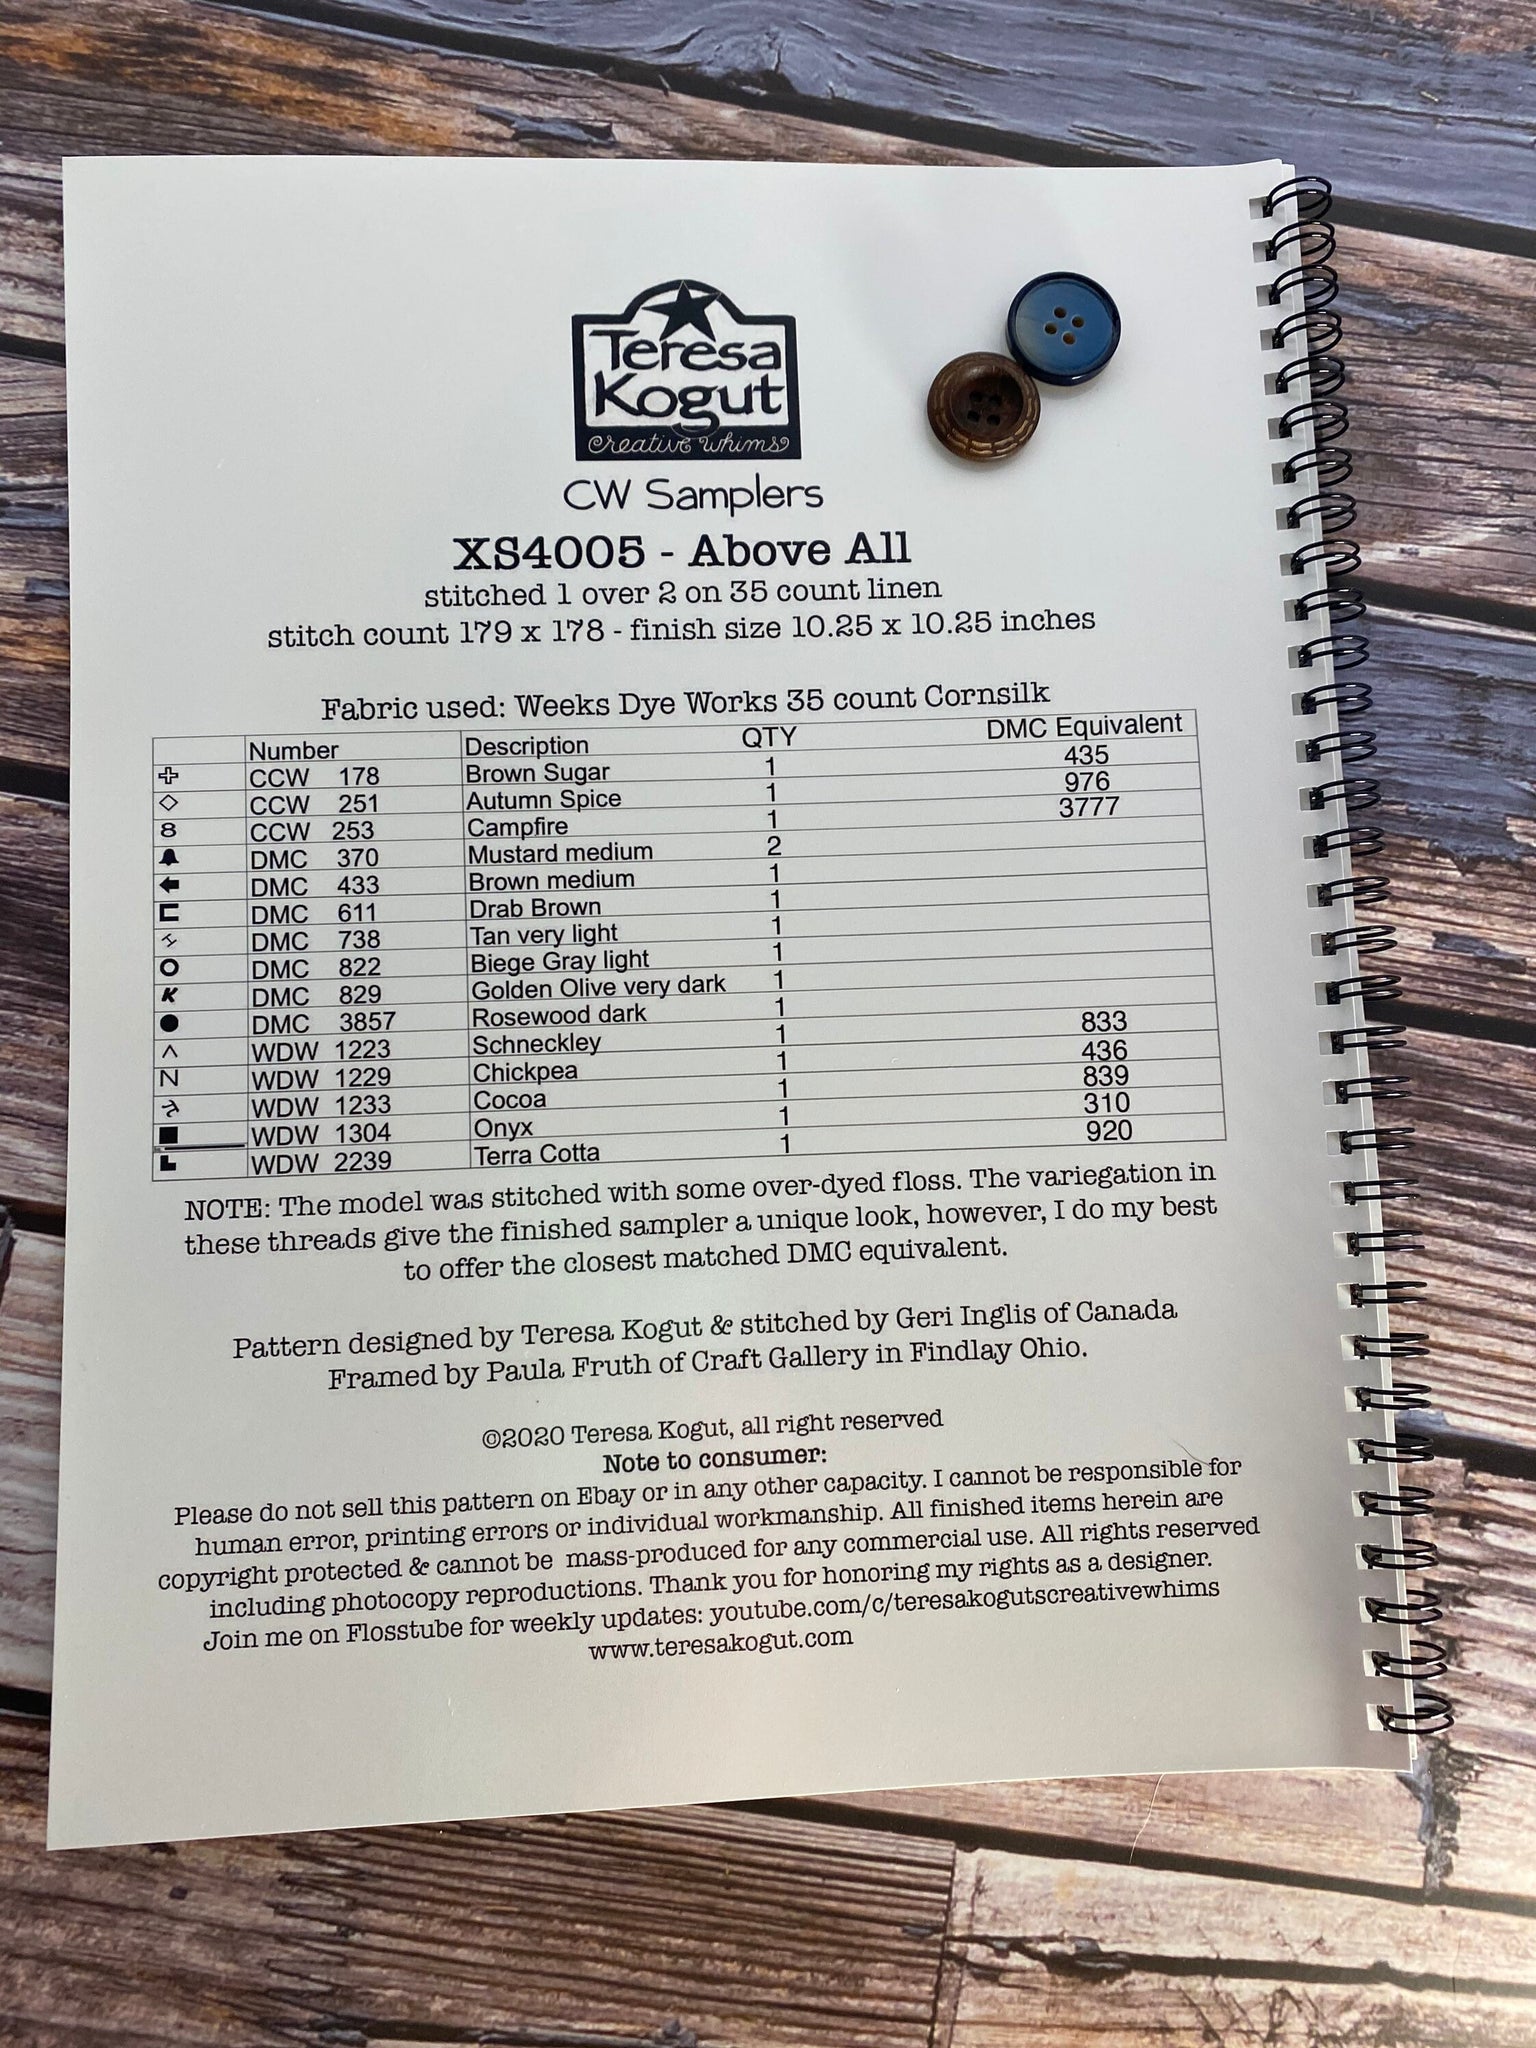 Teresa
Kogut
creative whims
CW Samplers
XS4005 - Above All
stitched 1 over 2 on 35 count linen
stitch count 179 x 178 - finish size 10.25 x 10.25 inches
Fabric used: Weeks Dye Works 35 count Cornsilk
Number Description QTY DMC Equivalent
CCW 178 Brown Sugar 1 435
CCW 251 Autumn Spice 1 976
8 CCW 253 Campfire 1 3777
DMC 370 Mustard medium 2
DMC 433 Brown medium 1
DMC 611 Drab Brown 1
DMC 738 Tan very light 1
DMC 822 Biege Gray light 1
K DMC 829 Golden Olive very dark 1
DMC 3857 Rosewood dark 1
WDW 1223 Schneckley 1 833
N WDW 1229 Chickpea 1 436
WDW 1233 Cocoa 1 839
WDW 1304 Onyx 1 310
L WDW 2239 Terra Cotta 1 920
NOTE: The model was stitched with some over-dyed floss. The variegation in
these threads give the finished sampler a unique look, however, I do my best
to offer the closest matched DMC equivalent.
Pattern designed by Teresa Kogut & stitched by Geri Inglis of Canada
Framed by Paula Fruth of Craft Gallery in Findlay Ohio.
©2020 Teresa Kogut, all right reserved
Note to consumer:
Please do not sell this pattern on Ebay or in any other capacity. I cannot be responsible for
human error, printing errors or individual workmanship. All finished items herein are
copyright protected & cannot be mass-produced for any commercial use. All rights reserved
including photocopy reproductions. Thank you for honoring my rights as a designer.
Join me on Flosstube for weekly updates: youtube.com/c/teresakogutscreativewhims
www.teresakogut.com